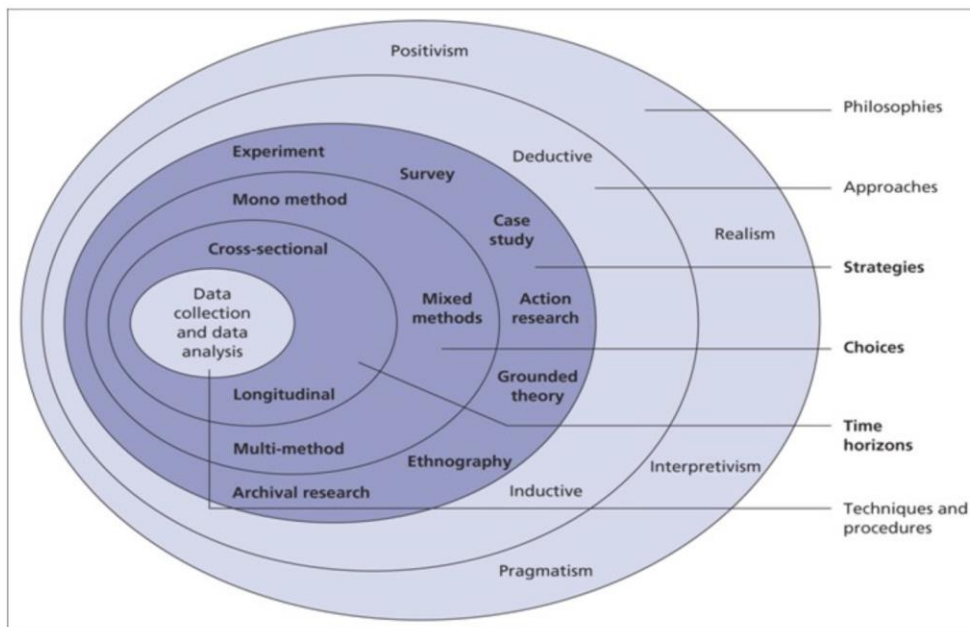 Positivism
Philosophies
Experiment
Deductive
Survey
Approaches
Mono method
Case
study
Realism
Cross-sectional
Strategies
Data
collection
and data
analysis
Mixed
methods
Action
research
Choices
Longitudinal
Grounded
theory
Time
horizons
Multi-method
Ethnography
Interpretivism
Archival research
Inductive
Techniques and
procedures
Pragmatism